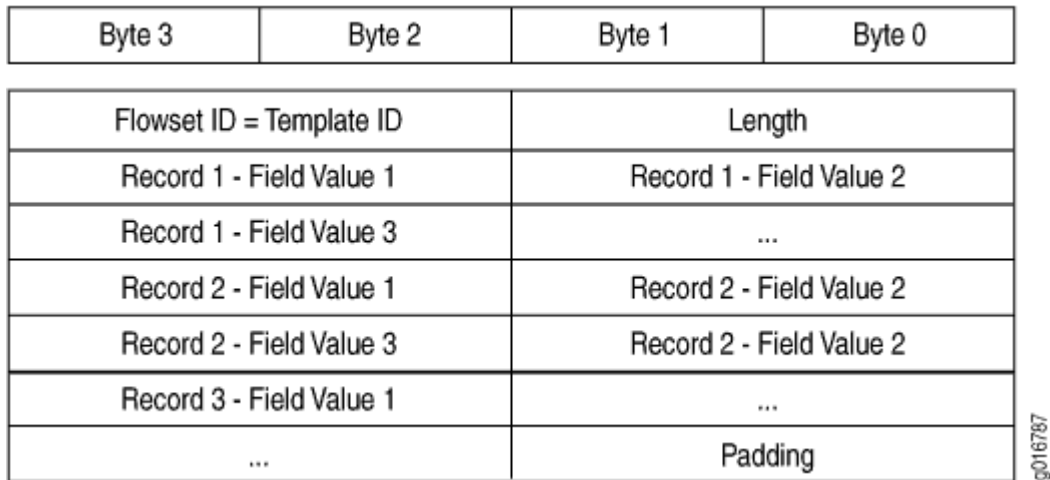 Byte 3 Byte 2 Byte 1 Byte 0
Flowset ID = Template ID Length
Record 1 - Field Value 1 Record 1 - Field Value 2
Record 1 - Field Value 3 ...
Record 2 - Field Value 1 Record 2 - Field Value 2
Record 2 - Field Value 3 Record 2 - Field Value 2
Record 3 - Field Value 1 ...
... Padding
g016787